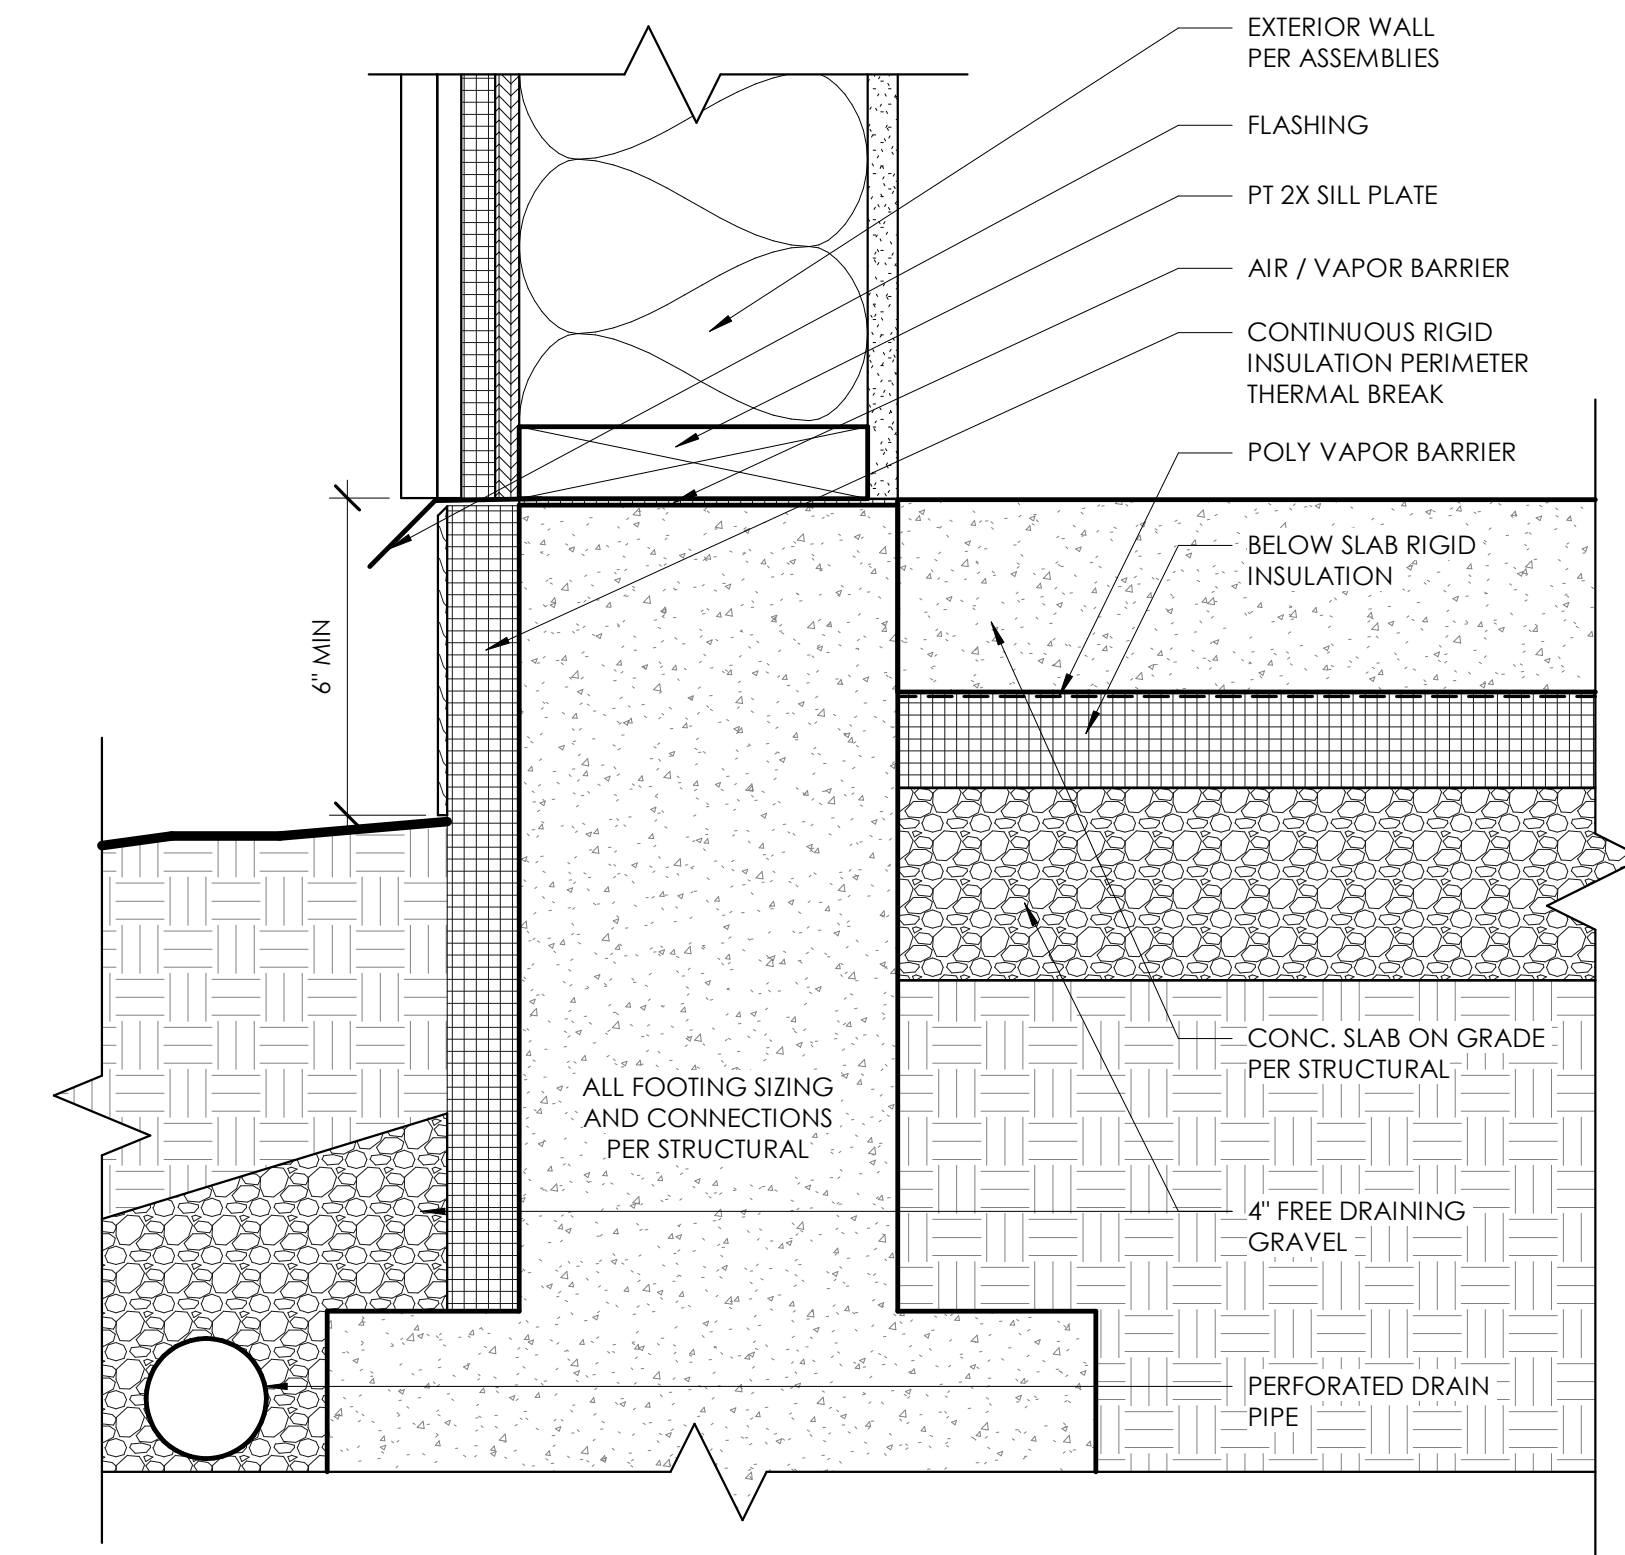 EXTERIOR WALL
PER ASSEMBLIES
FLASHING
PT 2X SILL PLATE
AIR / VAPOR BARRIER
CONTINUOUS RIGID
INSULATION PERIMETER
THERMAL BREAK
POLY VAPOR BARRIER
BELOW SLAB RIGID
INSULATION
6" MIN
CONC. SLAB ON GRADE
PER STRUCTURAL
ALL FOOTING SIZING
AND CONNECTIONS
PER STRUCTURAL
4" FREE DRAINING
GRAVEL
PERFORATED DRAIN
PIPE